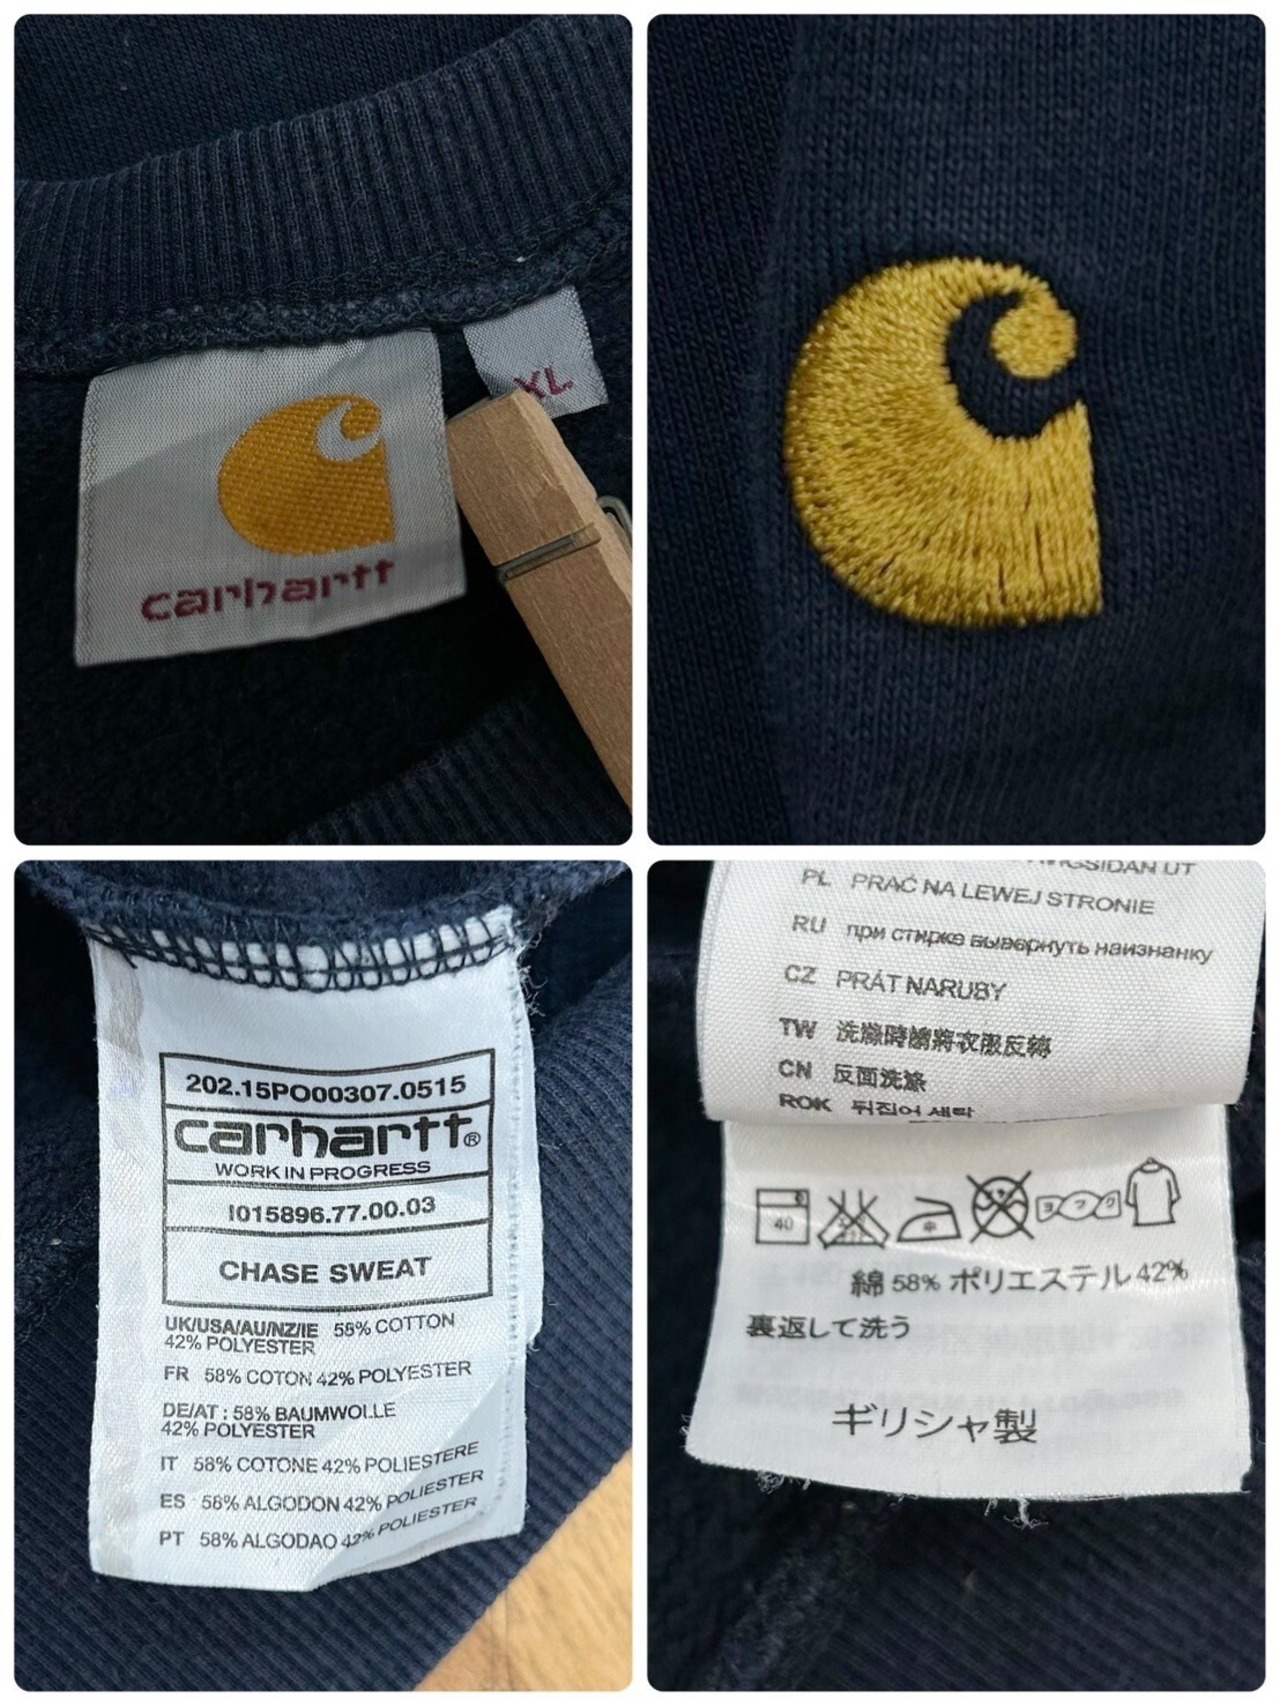 carhartt
XL
202.15PO00307.0515
carhartt®
WORK IN PROGRESS
I015896.77.00.03
CHASE SWEAT
UK/USA/AU/NZ/IE 58% COTTON
42% POLYESTER
FR 58% COTON 42% POLYESTER
DE/AT : 58% BAUMWOLLE
42% POLYESTER
IT 58% COTONE 42% POLIESTERE
ES 58% ALGODON 42% POLIESTER
PT 58% ALGODAO 42% POLIESTER
UT
PL PRAĆ NA LEWEJ STRONIE
RU при стирке вывернуть наизнанку
CZ PRÁT NARUBY
TW 洗滌時請將衣服反轉
CN 反面洗滌
ROK 뒤집어 세탁
40 中
綿 58% ポリエステル 42%
裏返して洗う
ギリシャ製